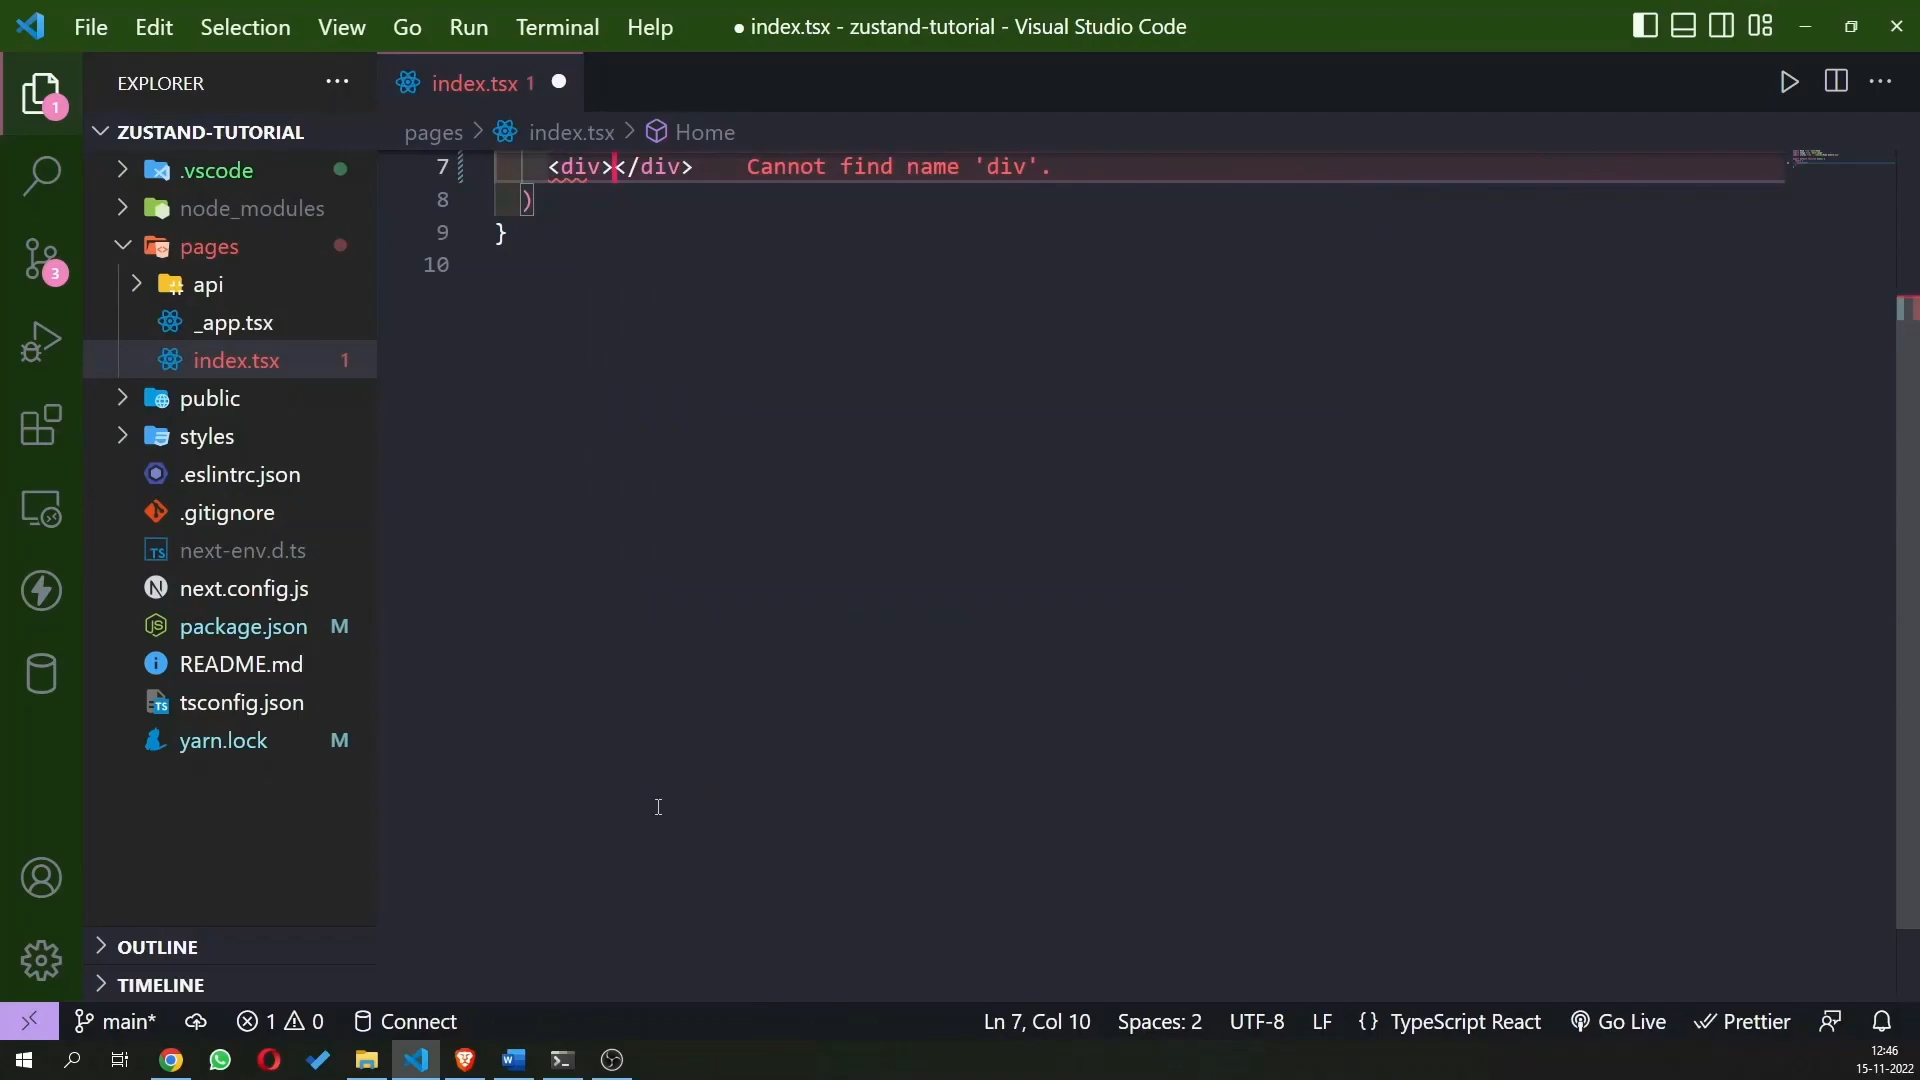 File Edit Selection View Go Run Terminal Help
● index.tsx - zustand-tutorial - Visual Studio Code
EXPLORER
ZUSTAND-TUTORIAL
.vscode
node_modules
pages
api
_app.tsx
index.tsx 1
public
styles
.eslintrc.json
.gitignore
next-env.d.ts
next.config.js
package.json M
README.md
tsconfig.json
yarn.lock M
OUTLINE
TIMELINE
1
3
index.tsx 1
pages > index.tsx > Home
7 <div></div> Cannot find name 'div'.
8 )
9 }
10
main* 1 0 Connect
Ln 7, Col 10 Spaces: 2 UTF-8 LF {} TypeScript React Go Live Prettier
12:46
15-11-2022